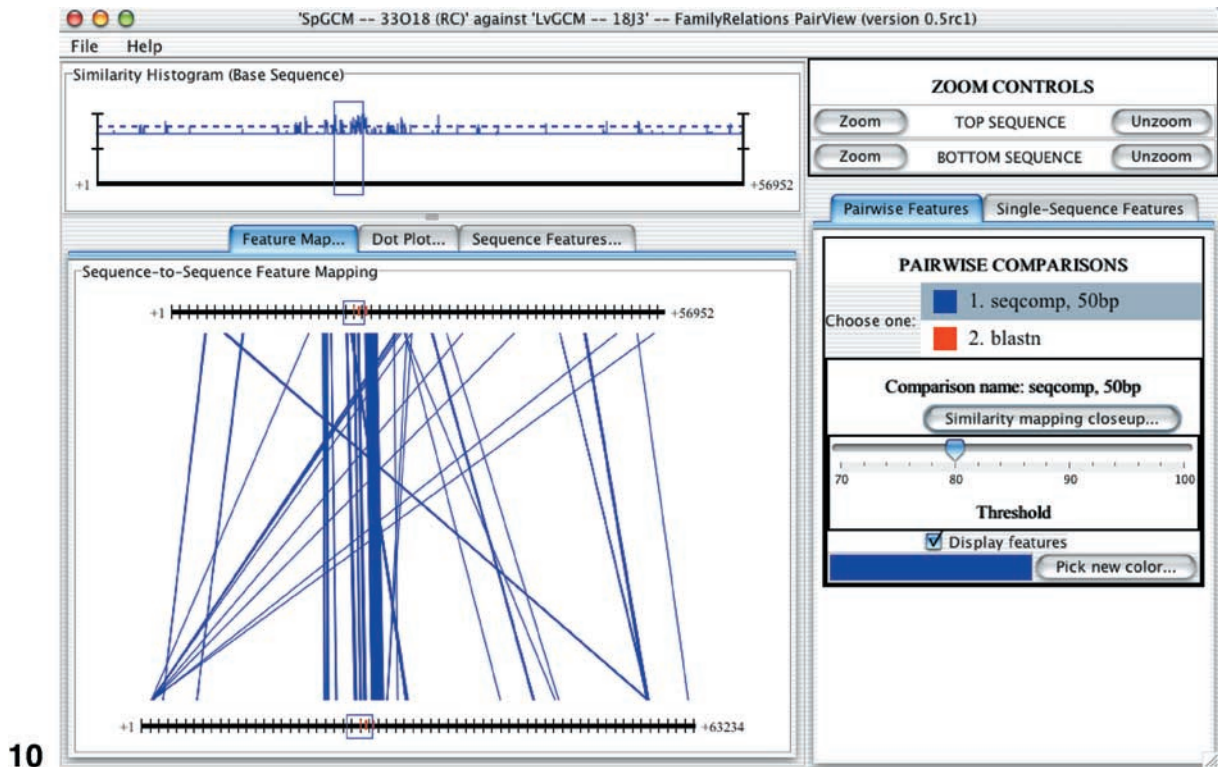 'SpGCM -- 33O18 (RC)' against 'LvGCM -- 18J3' -- FamilyRelations PairView (version 0.5rc1)
File Help
Similarity Histogram (Base Sequence)
+1
+56952
Feature Map... Dot Plot... Sequence Features...
Sequence-to-Sequence Feature Mapping
+1 +56952
+1 +63234
ZOOM CONTROLS
Zoom TOP SEQUENCE Unzoom
Zoom BOTTOM SEQUENCE Unzoom
Pairwise Features Single-Sequence Features
PAIRWISE COMPARISONS
Choose one:
1. seqcomp, 50bp
2. blastn
Comparison name: seqcomp, 50bp
Similarity mapping closeup...
70 80 90 100
Threshold
Display features
Pick new color...
10